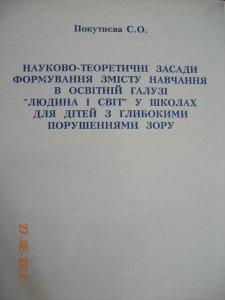 Покутнєва С.О.
НАУКОВО-ТЕОРЕТИЧНІ ЗАСАДИ
ФОРМУВАННЯ ЗМІСТУ НАВЧАННЯ
В ОСВІТНІЙ ГАЛУЗІ
"ЛЮДИНА І СВІТ" У ШКОЛАХ
ДЛЯ ДІТЕЙ З ГЛИБОКИМИ
ПОРУШЕННЯМИ ЗОРУ